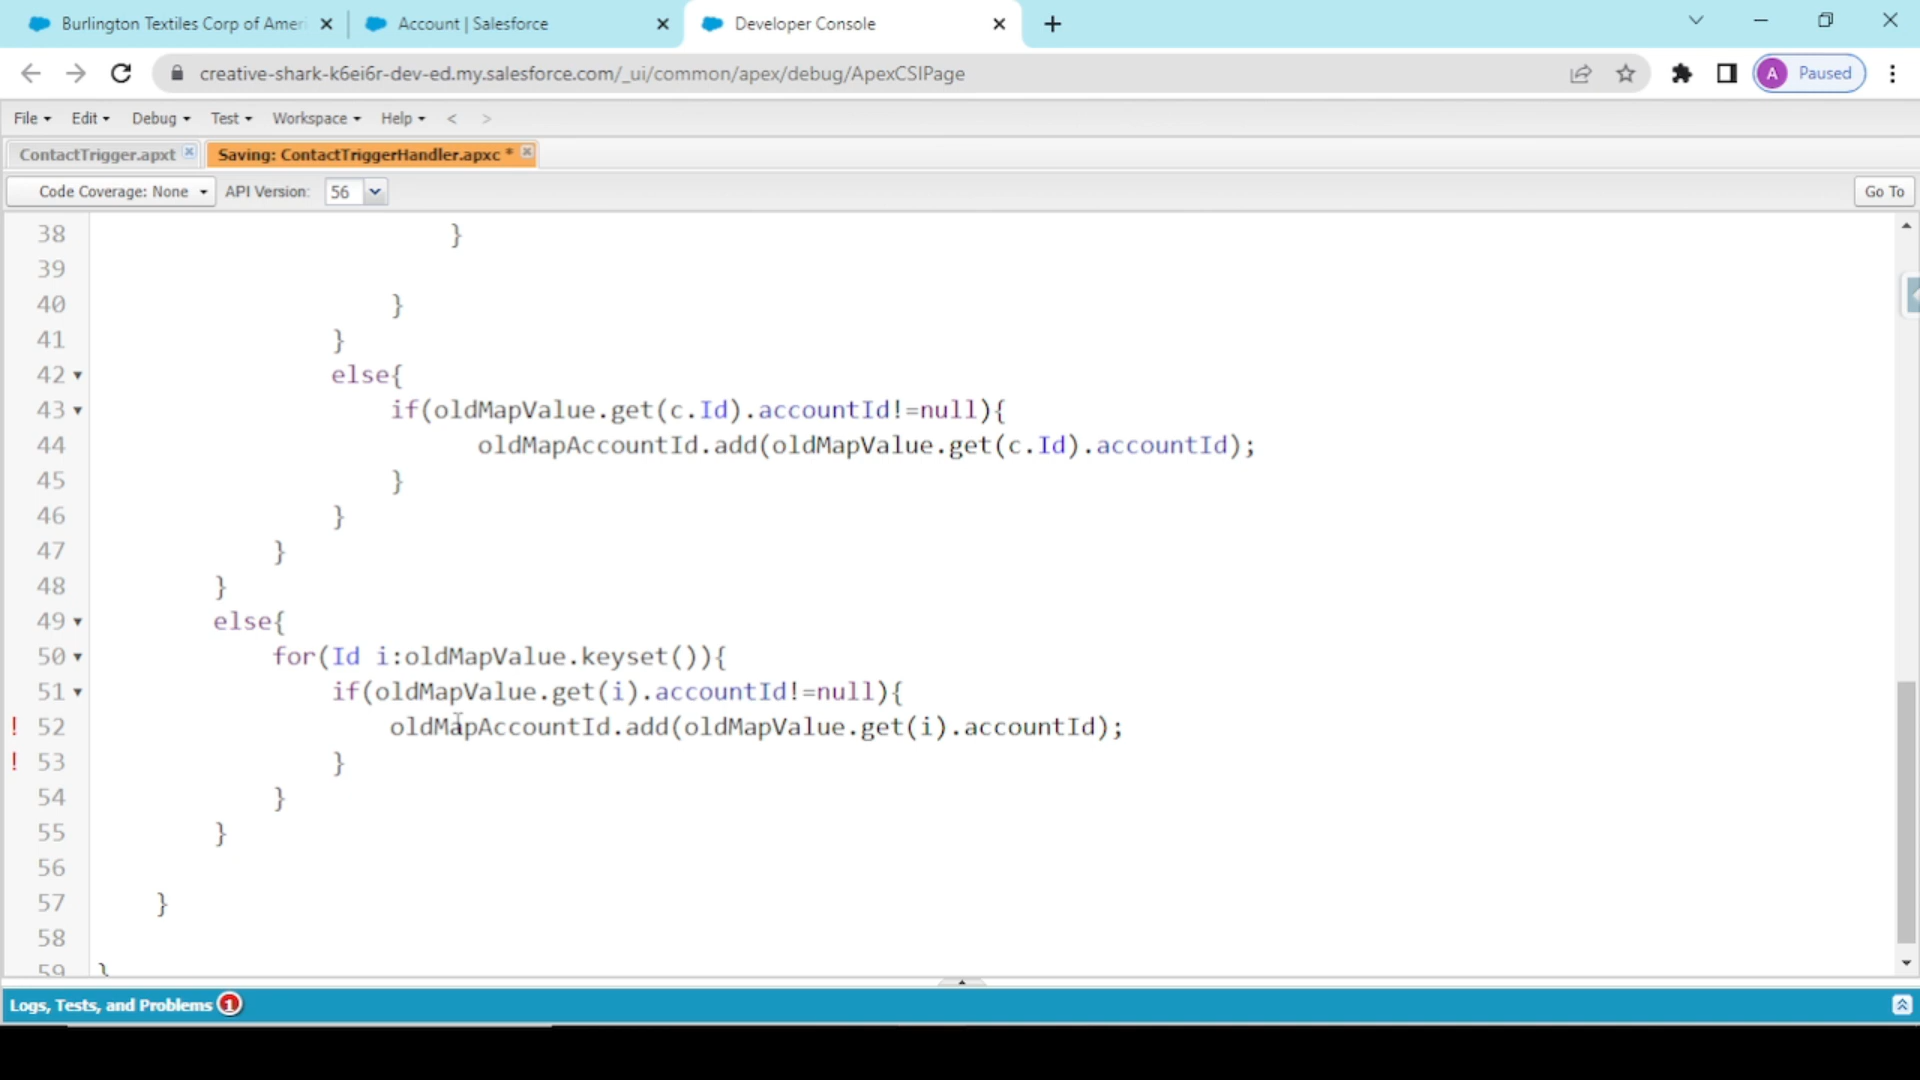 Burlington Textiles Corp of Ameri
Account | Salesforce
Developer Console
creative-shark-k6ei6r-dev-ed.my.salesforce.com/_ui/common/apex/debug/ApexCSIPage
A Paused
File Edit Debug Test Workspace Help < >
ContactTrigger.apxt
Saving: ContactTriggerHandler.apxc *
Code Coverage: None API Version: 56 Go To
38 }
39
40 }
41 }
42 else{
43 if(oldMapValue.get(c.Id).accountId!=null){
44 oldMapAccountId.add(oldMapValue.get(c.Id).accountId);
45 }
46 }
47 }
48 }
49 else{
50 for(Id i:oldMapValue.keyset()){
51 if(oldMapValue.get(i).accountId!=null){
! 52 oldMapAccountId.add(oldMapValue.get(i).accountId);
! 53 }
54 }
55 }
56
57 }
58
59 }
Logs, Tests, and Problems 1